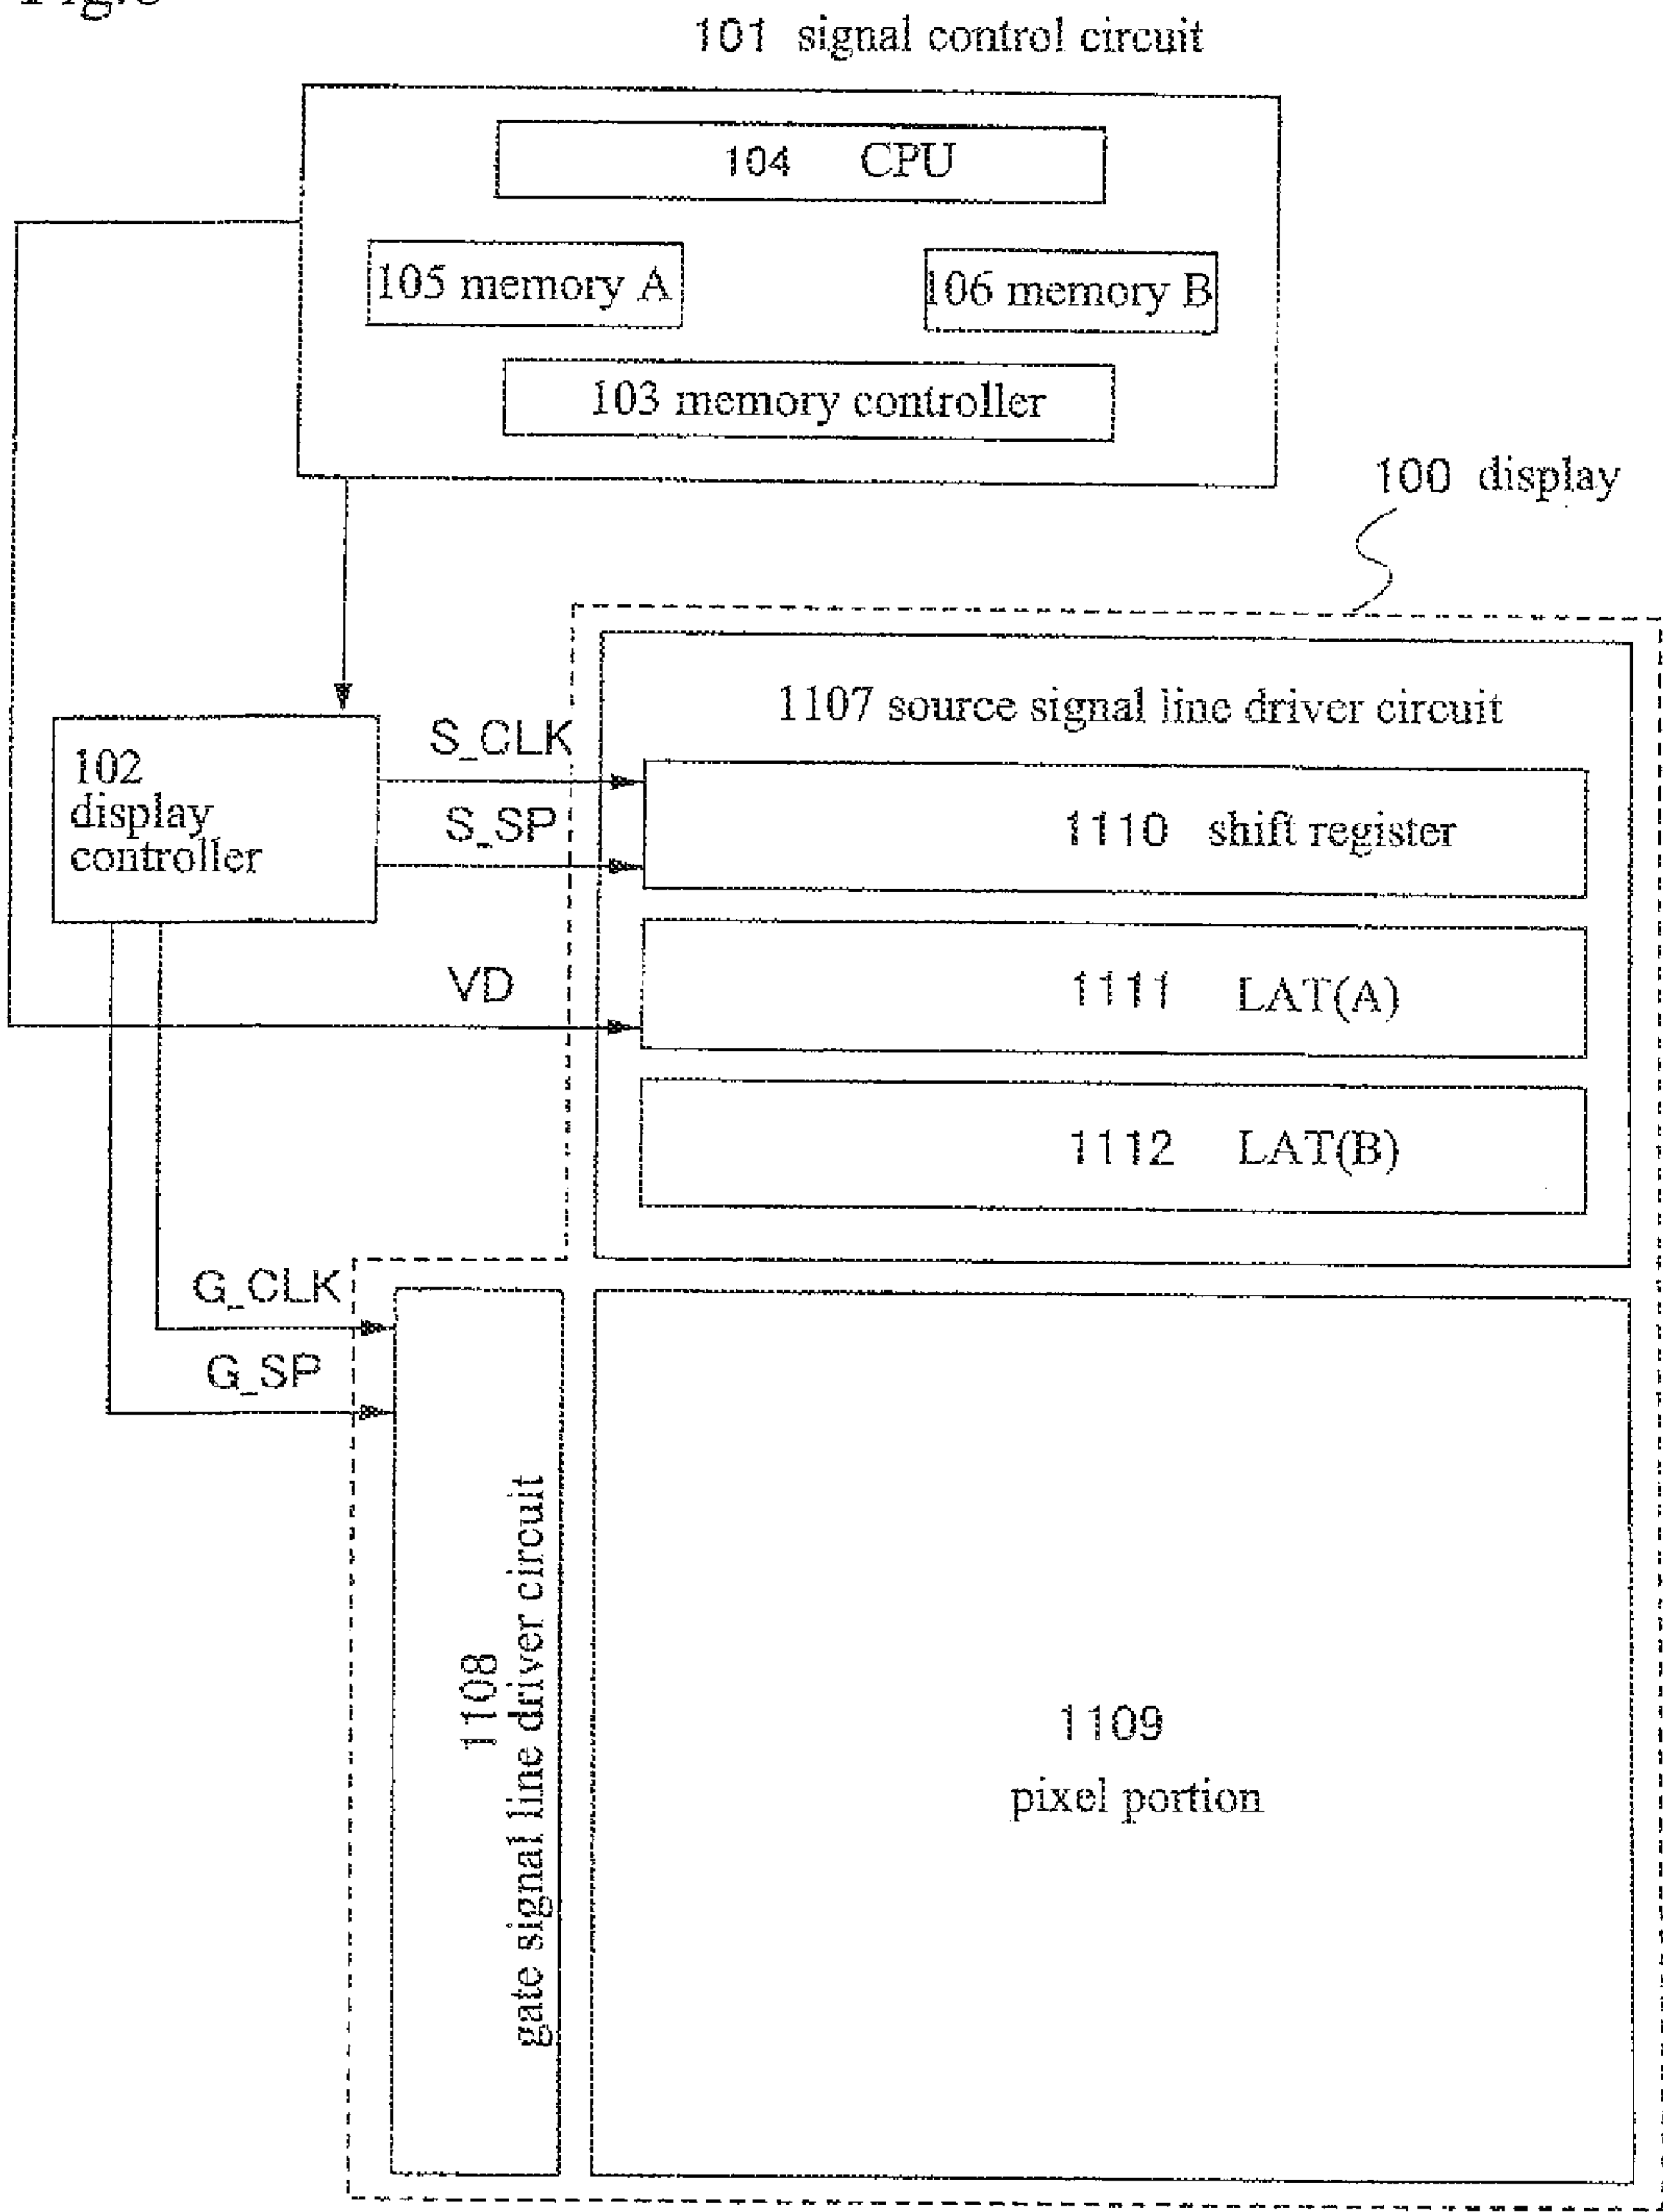 101 signal control circuit
104 CPU
105 memory A
106 memory B
103 memory controller
100 display
1107 source signal line driver circuit
102
display
controller
S_CLK
S_SP
1110 shift register
VD
1111 LAT(A)
1112 LAT(B)
G_CLK
G_SP
1108
gate signal line driver circuit
1109
pixel portion